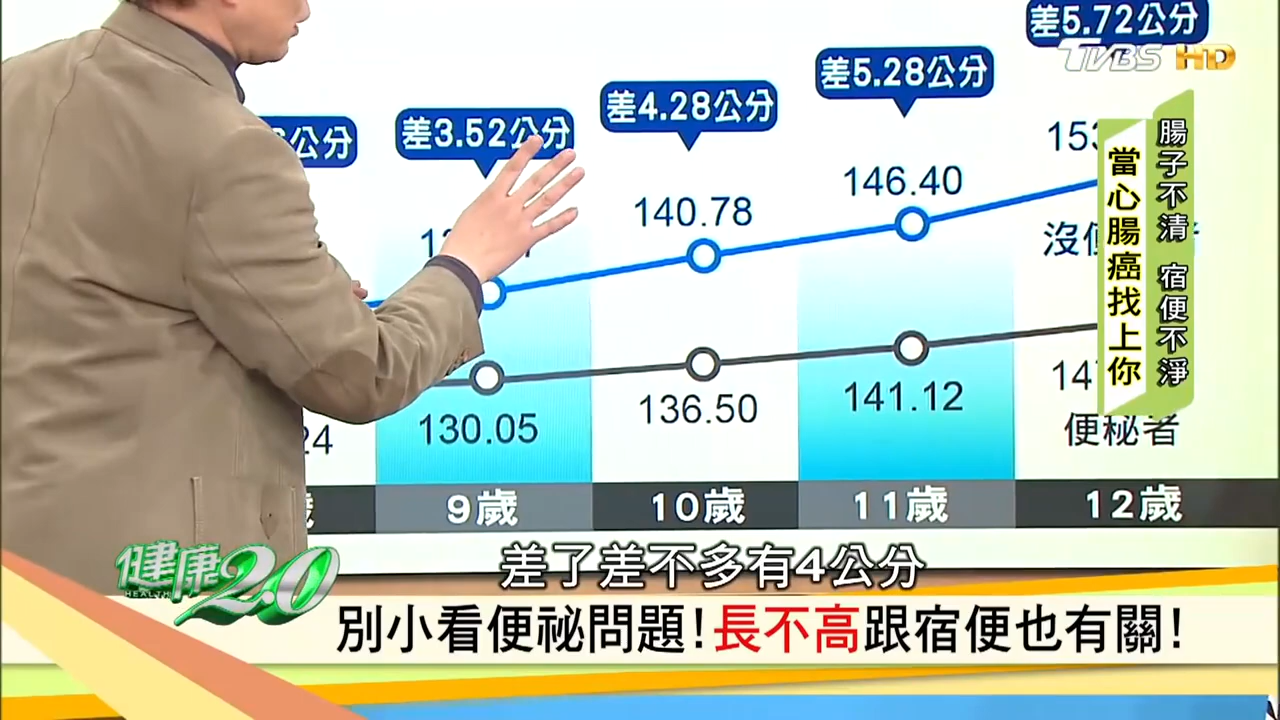 差5.72公分
TVBS HD
差5.28公分
差4.28公分
差3.52公分
公分
146.40
140.78
130.05
136.50
141.12
便秘者
9歲
10歲
11歲
12歲
腸子不清 宿便不淨
當心腸癌找上你
差了差不多有4公分
健康2.0
HEALTH
別小看便祕問題!長不高跟宿便也有關!